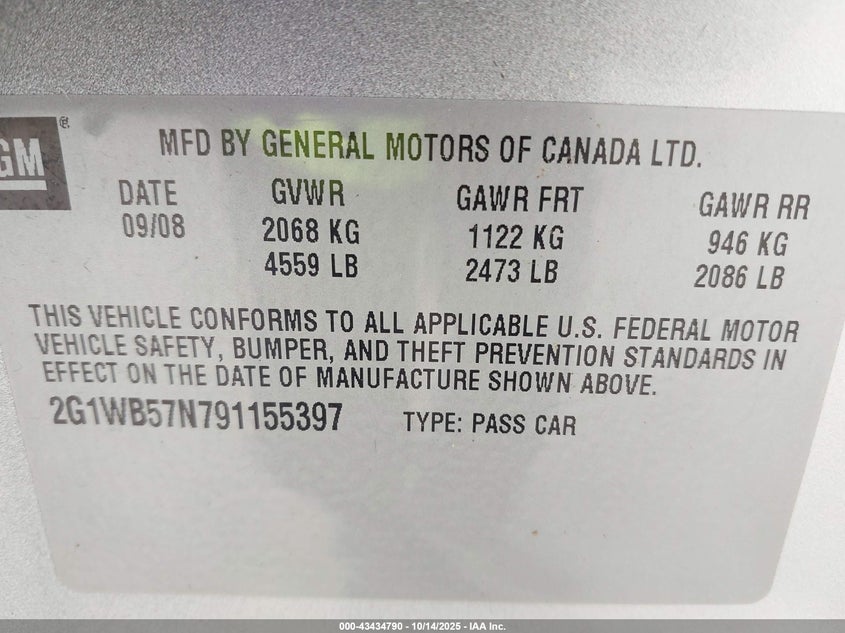 GM
®
MFD BY GENERAL MOTORS OF CANADA LTD.
DATE GVWR GAWR FRT GAWR RR
09/08 2068 KG 1122 KG 946 KG
4559 LB 2473 LB 2086 LB
THIS VEHICLE CONFORMS TO ALL APPLICABLE U.S. FEDERAL MOTOR
VEHICLE SAFETY, BUMPER, AND THEFT PREVENTION STANDARDS IN
EFFECT ON THE DATE OF MANUFACTURE SHOWN ABOVE.
2G1WB57N791155397 TYPE: PASS CAR
000-43434790 - 10/14/2025 - IAA Inc.